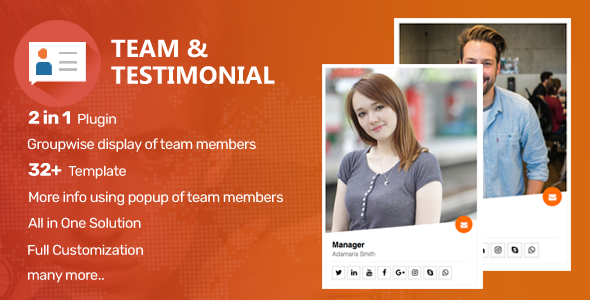 TEAM &
TESTIMONIAL
2 in 1 Plugin
Groupwise display of team members
32+ Template
More info using popup of team members
All in One Solution
Full Customization
many more..
Manager
Adamaris Smith